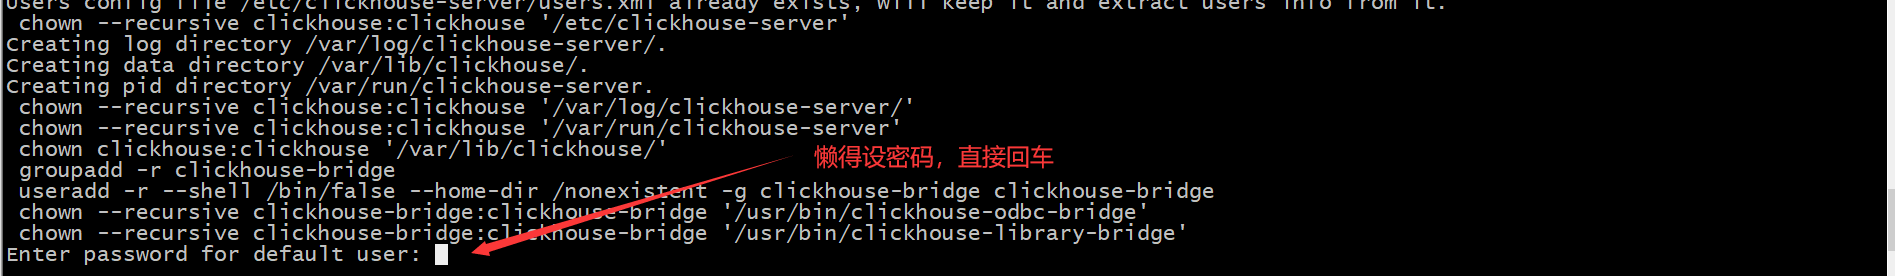 Users config file /etc/clickhouse-server/users.xml already exists, will keep it and extract users info from it.
 chown --recursive clickhouse:clickhouse '/etc/clickhouse-server'
Creating log directory /var/log/clickhouse-server/.
Creating data directory /var/lib/clickhouse/.
Creating pid directory /var/run/clickhouse-server.
 chown --recursive clickhouse:clickhouse '/var/log/clickhouse-server/'
 chown --recursive clickhouse:clickhouse '/var/run/clickhouse-server'
 chown clickhouse:clickhouse '/var/lib/clickhouse/'
懒得设密码，直接回车
 groupadd -r clickhouse-bridge
 useradd -r --shell /bin/false --home-dir /nonexistent -g clickhouse-bridge clickhouse-bridge
 chown --recursive clickhouse-bridge:clickhouse-bridge '/usr/bin/clickhouse-odbc-bridge'
 chown --recursive clickhouse-bridge:clickhouse-bridge '/usr/bin/clickhouse-library-bridge'
Enter password for default user: